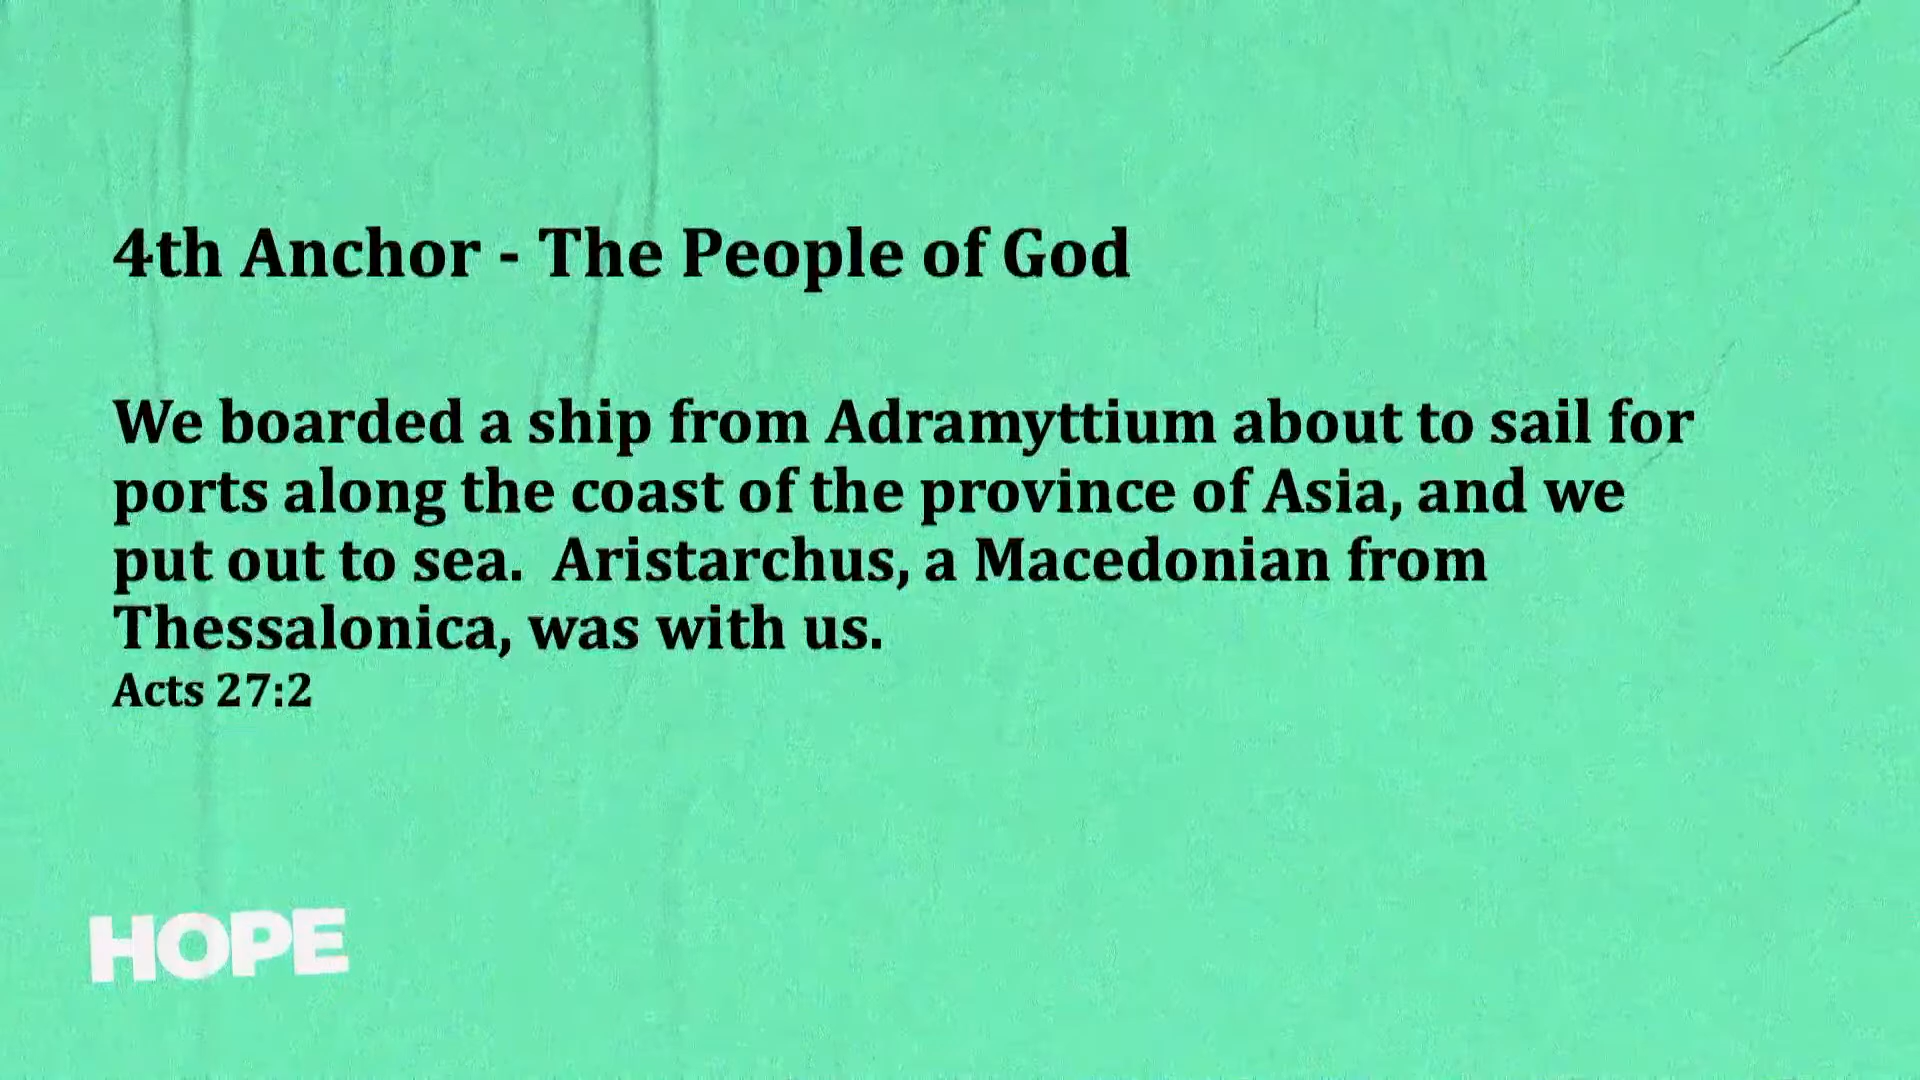 4th Anchor - The People of God
We boarded a ship from Adramyttium about to sail for
ports along the coast of the province of Asia, and we
put out to sea.  Aristarchus, a Macedonian from
Thessalonica, was with us.
Acts 27:2
HOPE